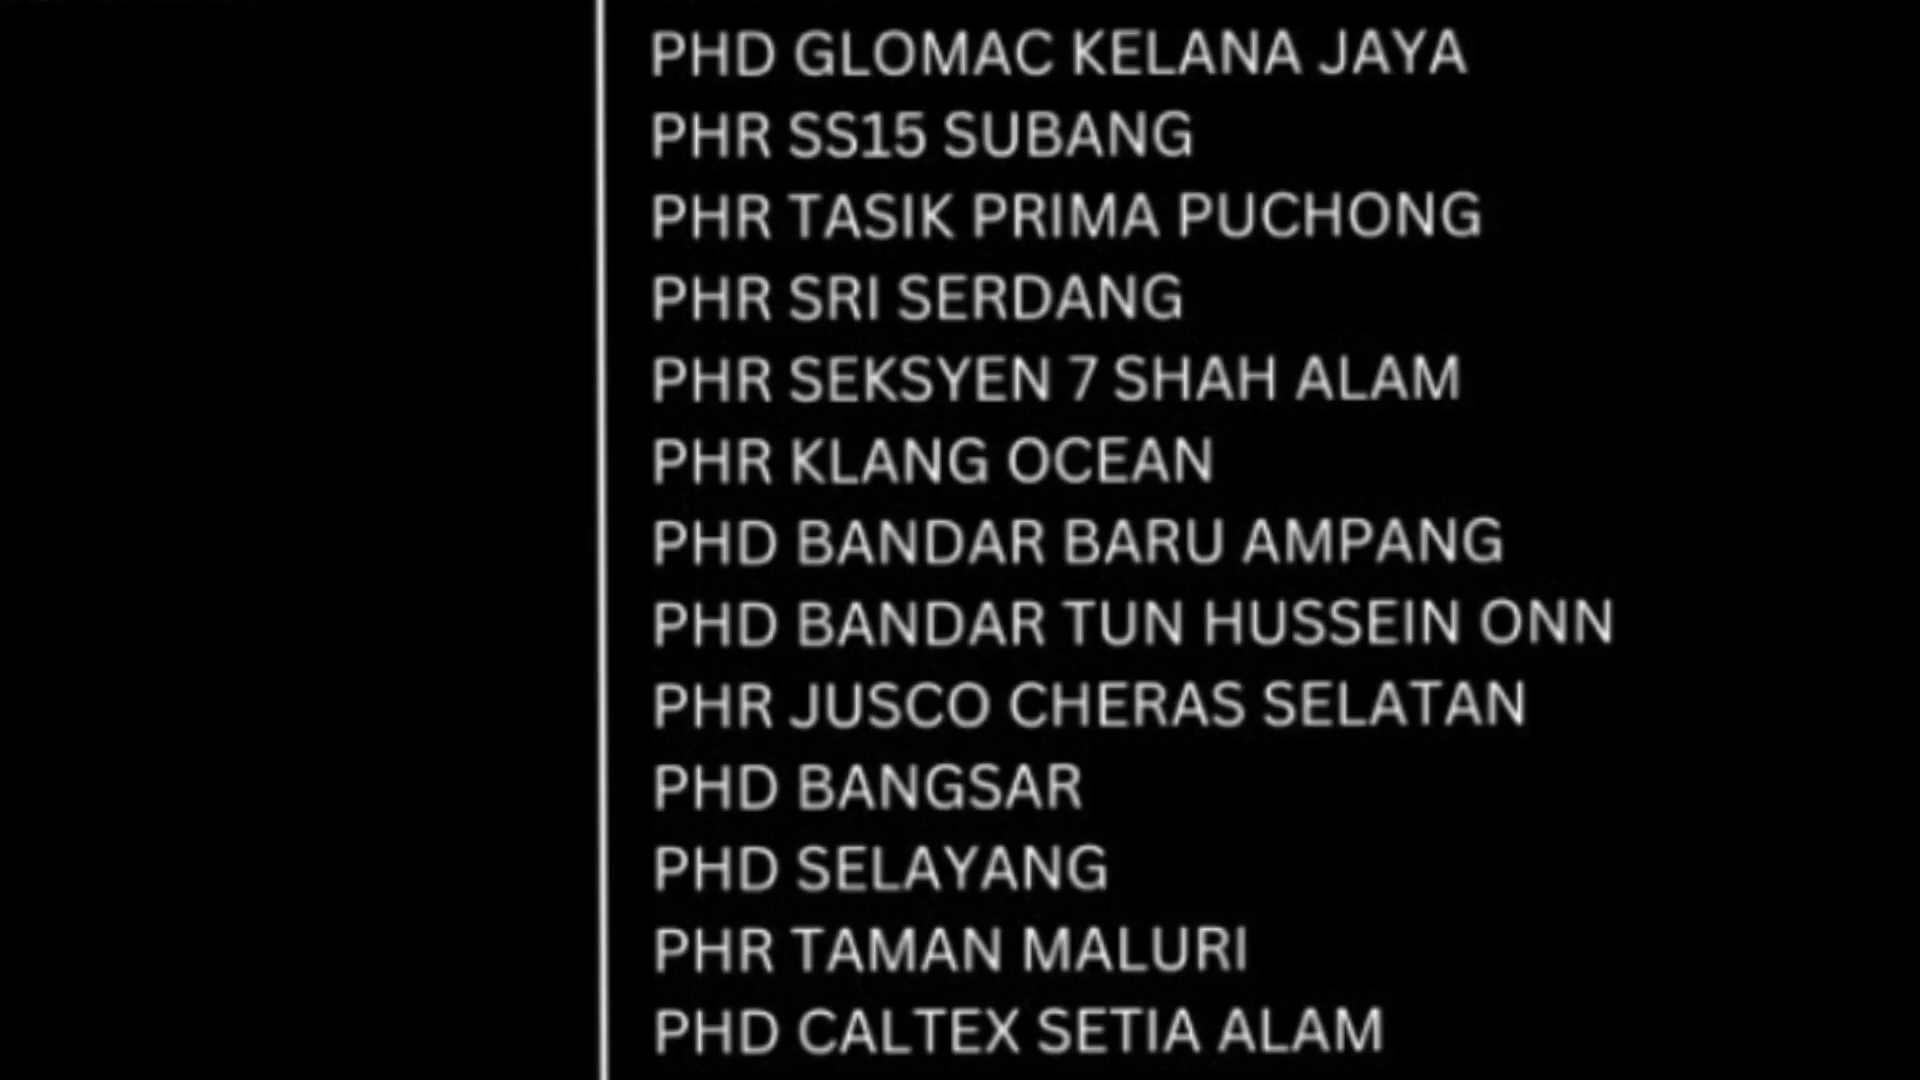 PHD GLOMAC KELANA JAYA
PHR SS15 SUBANG
PHR TASIK PRIMA PUCHONG
PHR SRI SERDANG
PHR SEKSYEN 7 SHAH ALAM
PHR KLANG OCEAN
PHD BANDAR BARU AMPANG
PHD BANDAR TUN HUSSEIN ONN
PHR JUSCO CHERAS SELATAN
PHD BANGSAR
PHD SELAYANG
PHR TAMAN MALURI
PHD CALTEX SETIA ALAM